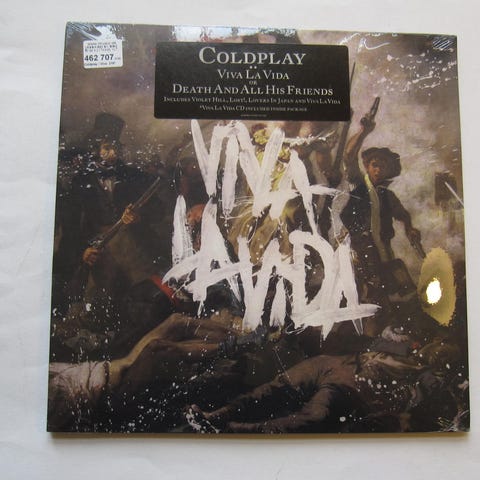 COLDPLAY
VIVA LA VIDA
OR
DEATH AND ALL HIS FRIENDS
INCLUDES VIOLET HILL, LOST!, LOVERS IN JAPAN AND VIVA LA VIDA
*VIVA LA VIDA CD INCLUDED INSIDE PACKAGE
462 707
VIVA
LA VIDA